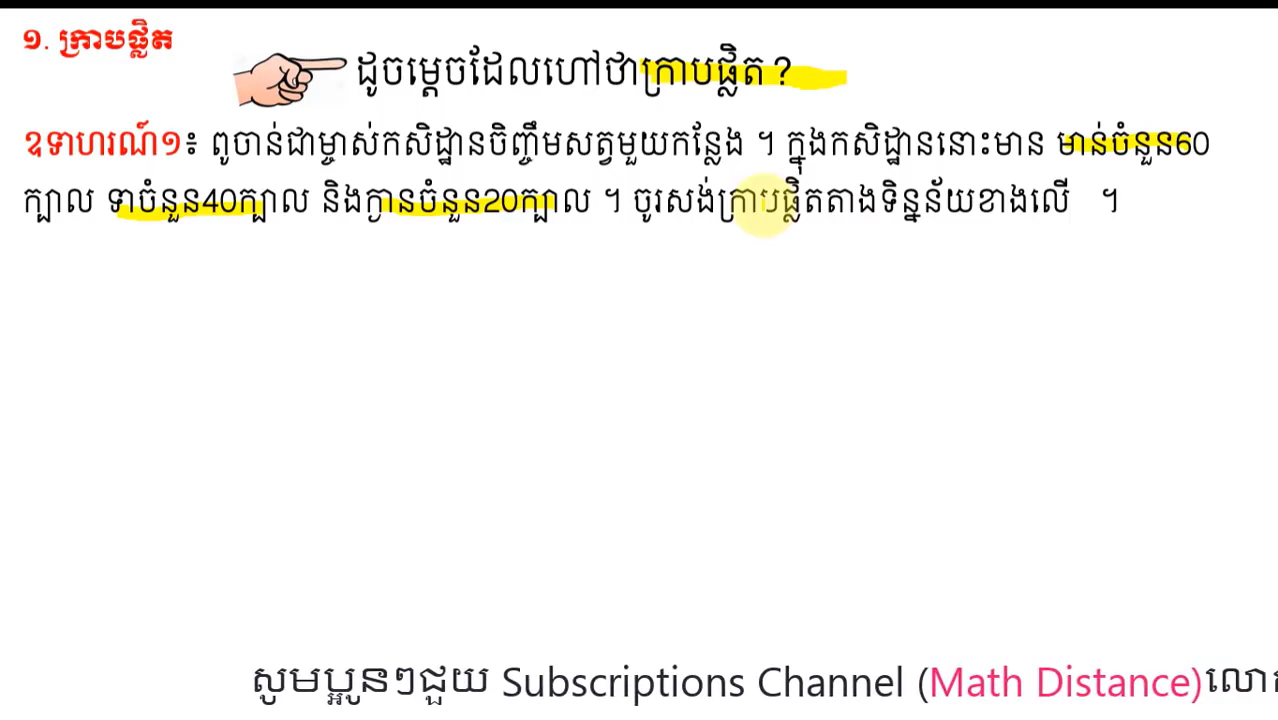 ១. ក្រាបផ្លិត
ដូចម្តេចដែលហៅថាក្រាបផ្លិត ?
ឧទាហរណ៍១៖ ពូចាន់ជាម្ចាស់កសិដ្ឋានចិញ្ចឹមសត្វមួយកន្លែង ។ ក្នុងកសិដ្ឋាននោះមាន មាន់ចំនួន60
ក្បាល ទាចំនួន40ក្បាល និងក្ងានចំនួន20ក្បាល ។ ចូរសង់ក្រាបផ្លិតតាងទិន្នន័យខាងលើ ។
សូមប្អូនៗជួយ Subscriptions Channel (Math Distance)